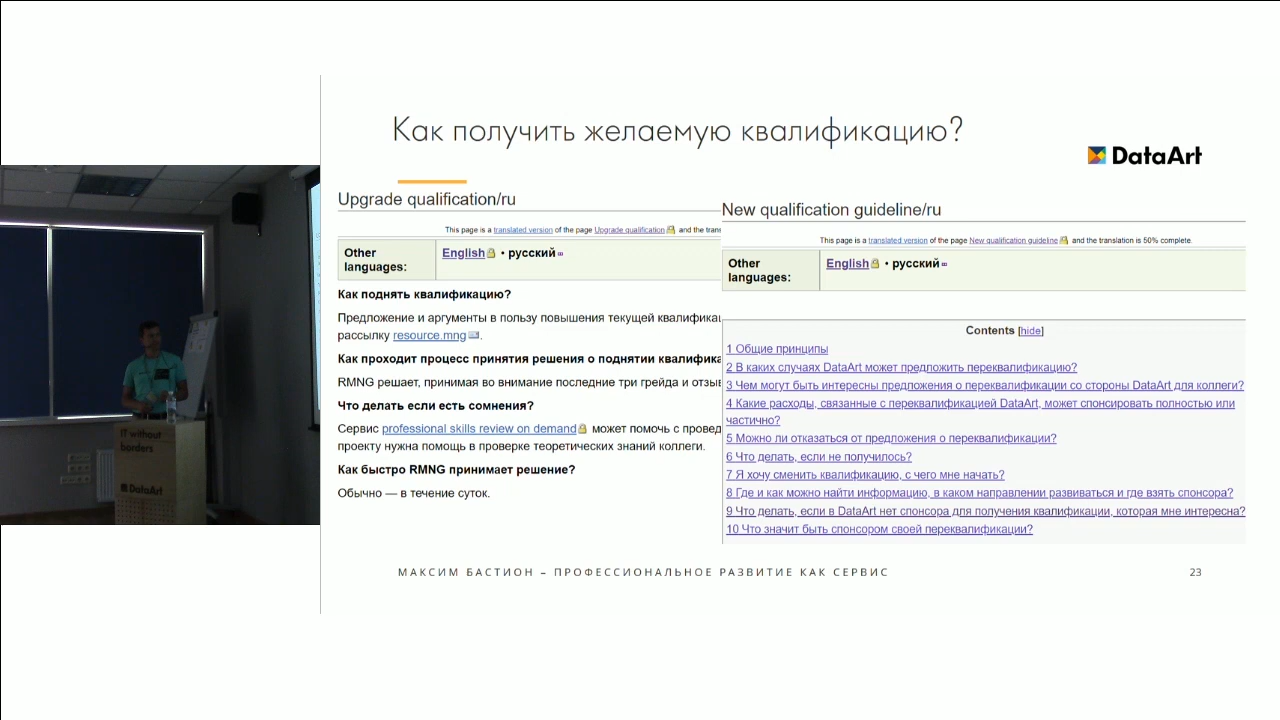 Как получить желаемую квалификацию?
DataArt
Upgrade qualification/ru
This page is a translated version of the page Upgrade qualification and the tran
Other languages:
English • русский
Как поднять квалификацию?
Предложение и аргументы в пользу повышения текущей квалифика
рассылку resource.mng.
Как проходит процесс принятия решения о поднятии квалифика
RMNG решает, принимая во внимание последние три грейда и отзыв
Что делать если есть сомнения?
Сервис professional skills review on demand может помочь с провед
проекту нужна помощь в проверке теоретических знаний коллеги.
Как быстро RMNG принимает решение?
Обычно — в течение суток.
New qualification guideline/ru
This page is a translated version of the page New qualification guideline and the translation is 50% complete.
Other languages:
English • русский
Contents [hide]
1 Общие принципы
2 В каких случаях DataArt может предложить переквалификацию?
3 Чем могут быть интересны предложения о переквалификации со стороны DataArt для коллеги?
4 Какие расходы, связанные с переквалификацией DataArt, может спонсировать полностью или
частично?
5 Можно ли отказаться от предложения о переквалификации?
6 Что делать, если не получилось?
7 Я хочу сменить квалификацию, с чего мне начать?
8 Где и как можно найти информацию, в каком направлении развиваться и где взять спонсора?
9 Что делать, если в DataArt нет спонсора для получения квалификации, которая мне интересна?
10 Что значит быть спонсором своей переквалификации?
МАКСИМ БАСТИОН – ПРОФЕССИОНАЛЬНОЕ РАЗВИТИЕ КАК СЕРВИС
23
IT without
borders
DataArt